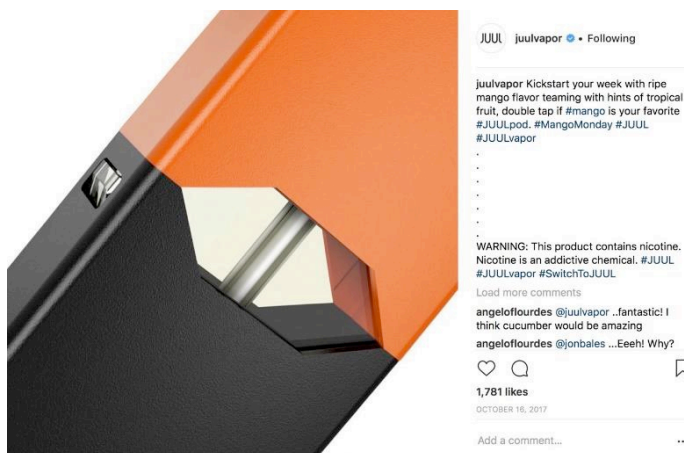 JUUL juulvapor • Following
juulvapor Kickstart your week with ripe
mango flavor teaming with hints of tropical
fruit, double tap if #mango is your favorite
#JUULpod. #MangoMonday #JUUL
#JUULvapor
.
.
.
.
.
.
WARNING: This product contains nicotine.
Nicotine is an addictive chemical. #JUUL
#JUULvapor #SwitchToJUUL
Load more comments
angeloflourdes @juulvapor ..fantastic! I
think cucumber would be amazing
angeloflourdes @jonbales ...Eeeh! Why?
1,781 likes
OCTOBER 16, 2017
Add a comment...